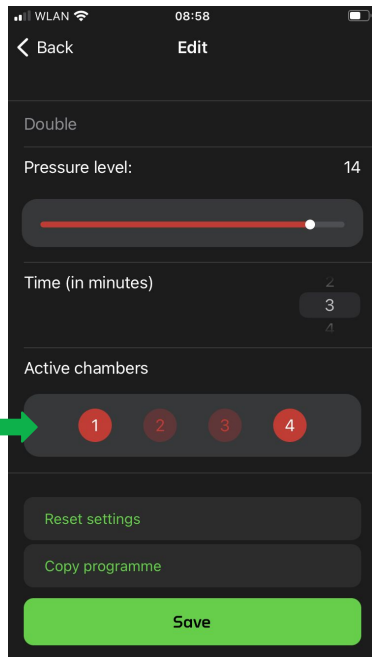 WLAN 08:58
Back Edit
Double
Pressure level: 14
2
Time (in minutes) 3
4
Active chambers
1 2 3 4
Reset settings
Copy programme
Save